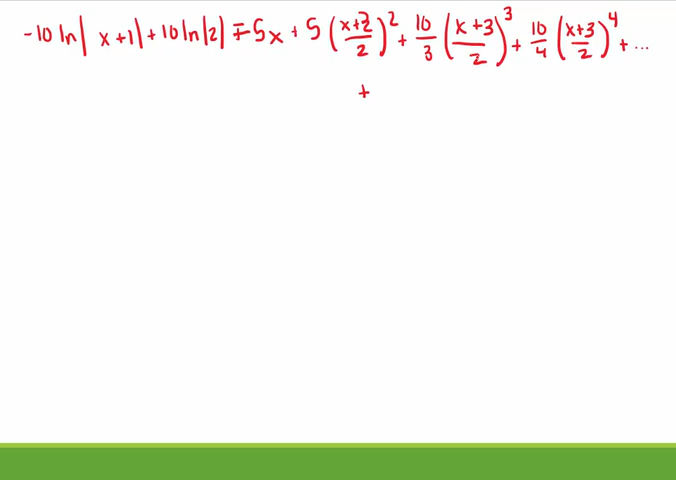 -10 ln| x+1| + 10 ln|2| = -5x + 5 ((x+3)/2)^2 + 10/3 ((x+3)/2)^3 + 10/4 ((x+3)/2)^4 + ...
+